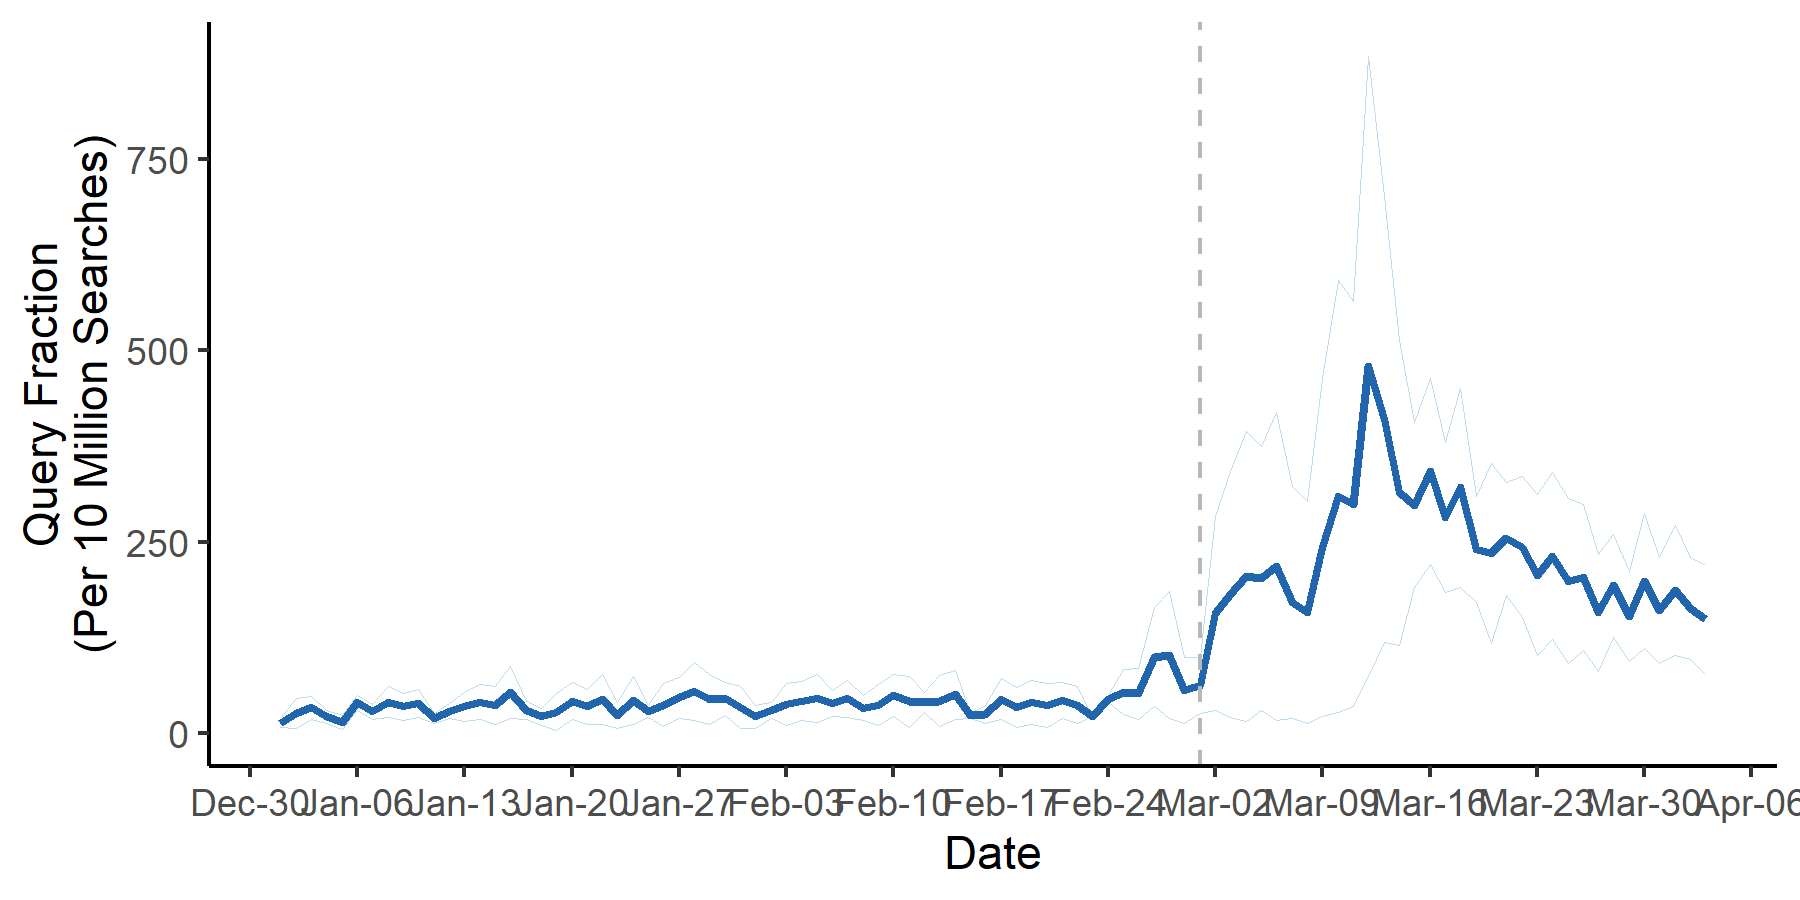 Query Fraction
(Per 10 Million Searches)
750
500
250
0
Dec-30 Jan-06 Jan-13 Jan-20 Jan-27 Feb-03 Feb-10 Feb-17 Feb-24 Mar-02 Mar-09 Mar-16 Mar-23 Mar-30 Apr-06
Date